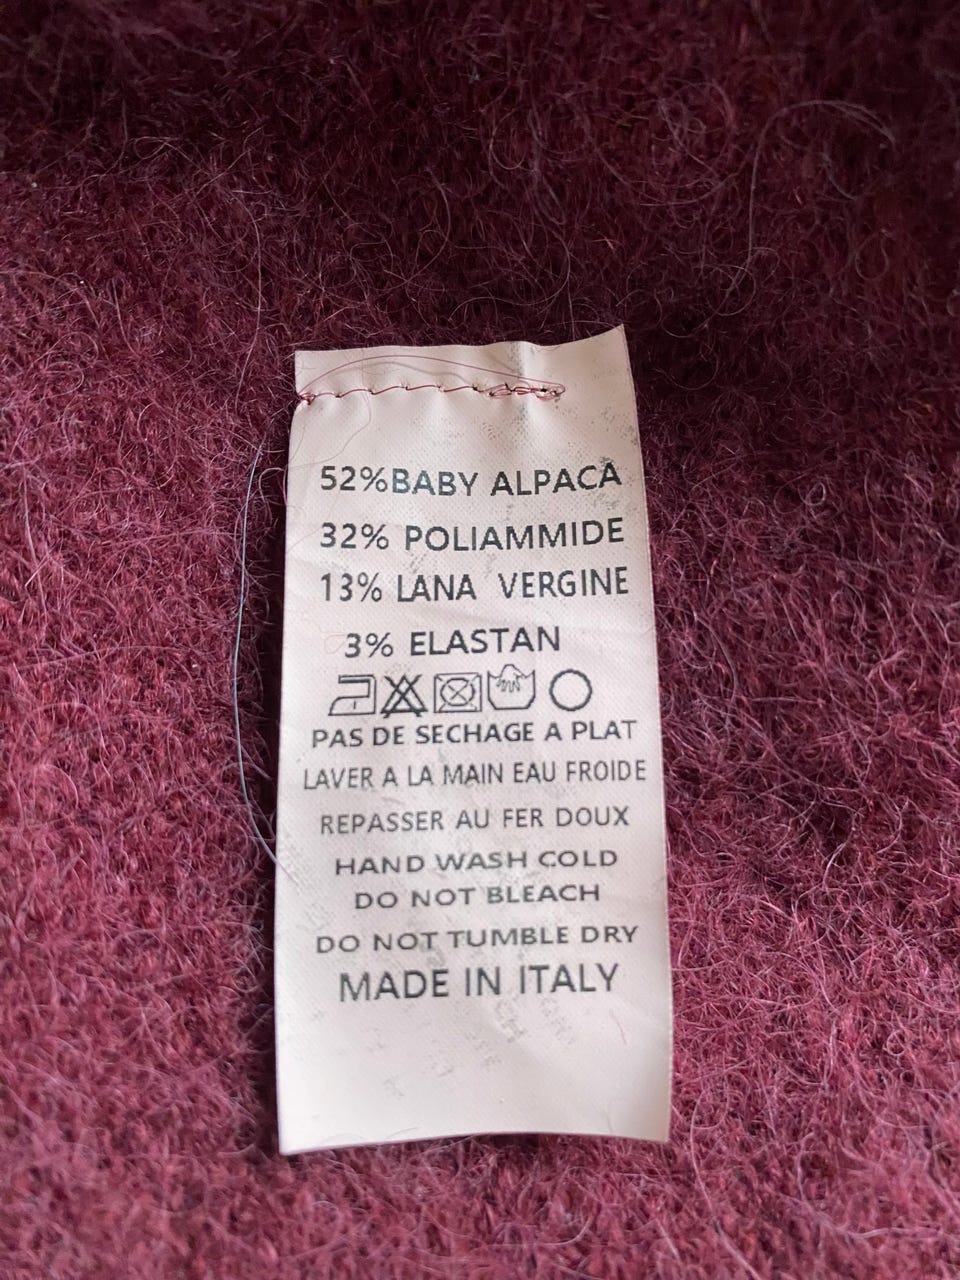 52%BABY ALPACA
32% POLIAMMIDE
13% LANA VERGINE
3% ELASTAN
PAS DE SECHAGE A PLAT
LAVER A LA MAIN EAU FROIDE
REPASSER AU FER DOUX
HAND WASH COLD
DO NOT BLEACH
DO NOT TUMBLE DRY
MADE IN ITALY